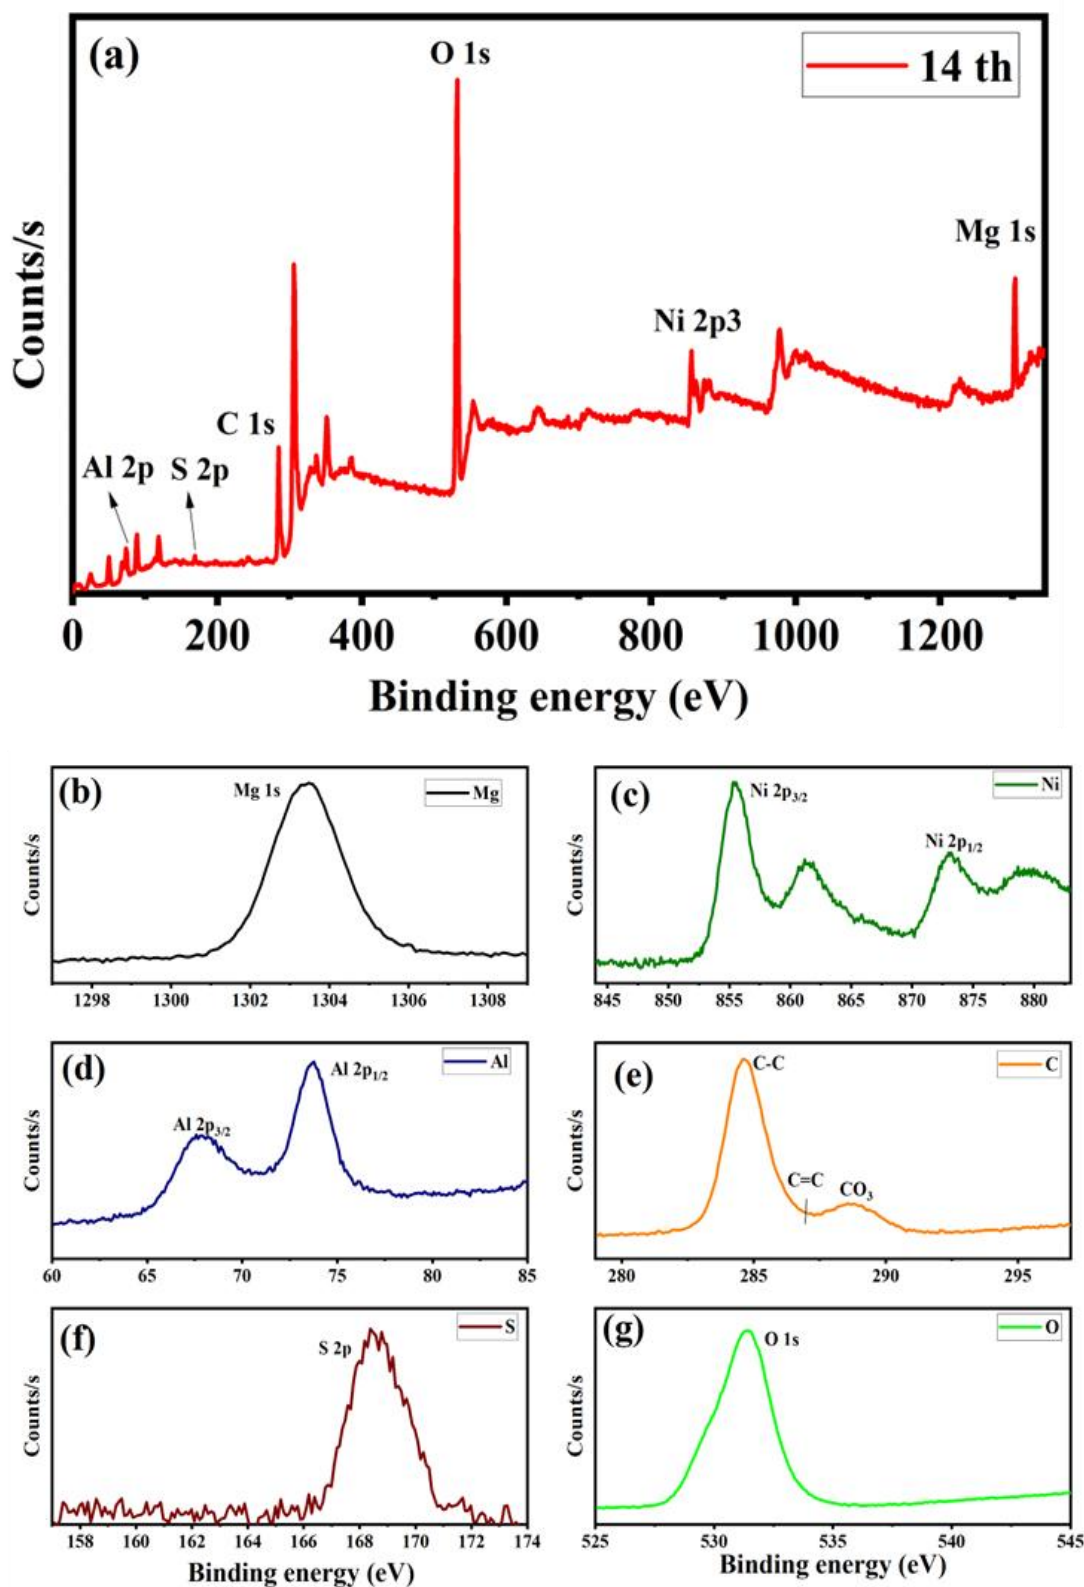 (a)
O 1s
14 th
Mg 1s
Ni 2p3
C 1s
Al 2p
S 2p
Counts/s
0 200 400 600 800 1000 1200
Binding energy (eV)
(b)
Mg 1s
Mg
Counts/s
1298 1300 1302 1304 1306 1308
(c)
Ni 2p3/2
Ni
Ni 2p1/2
Counts/s
845 850 855 860 865 870 875 880
(d)
Al 2p1/2
Al
Al 2p3/2
Counts/s
60 65 70 75 80 85
(e)
C-C
C
C=C
CO3
Counts/s
280 285 290 295
(f)
S 2p
S
Counts/s
158 160 162 164 166 168 170 172 174
Binding energy (eV)
(g)
O 1s
O
Counts/s
525 530 535 540 545
Binding energy (eV)